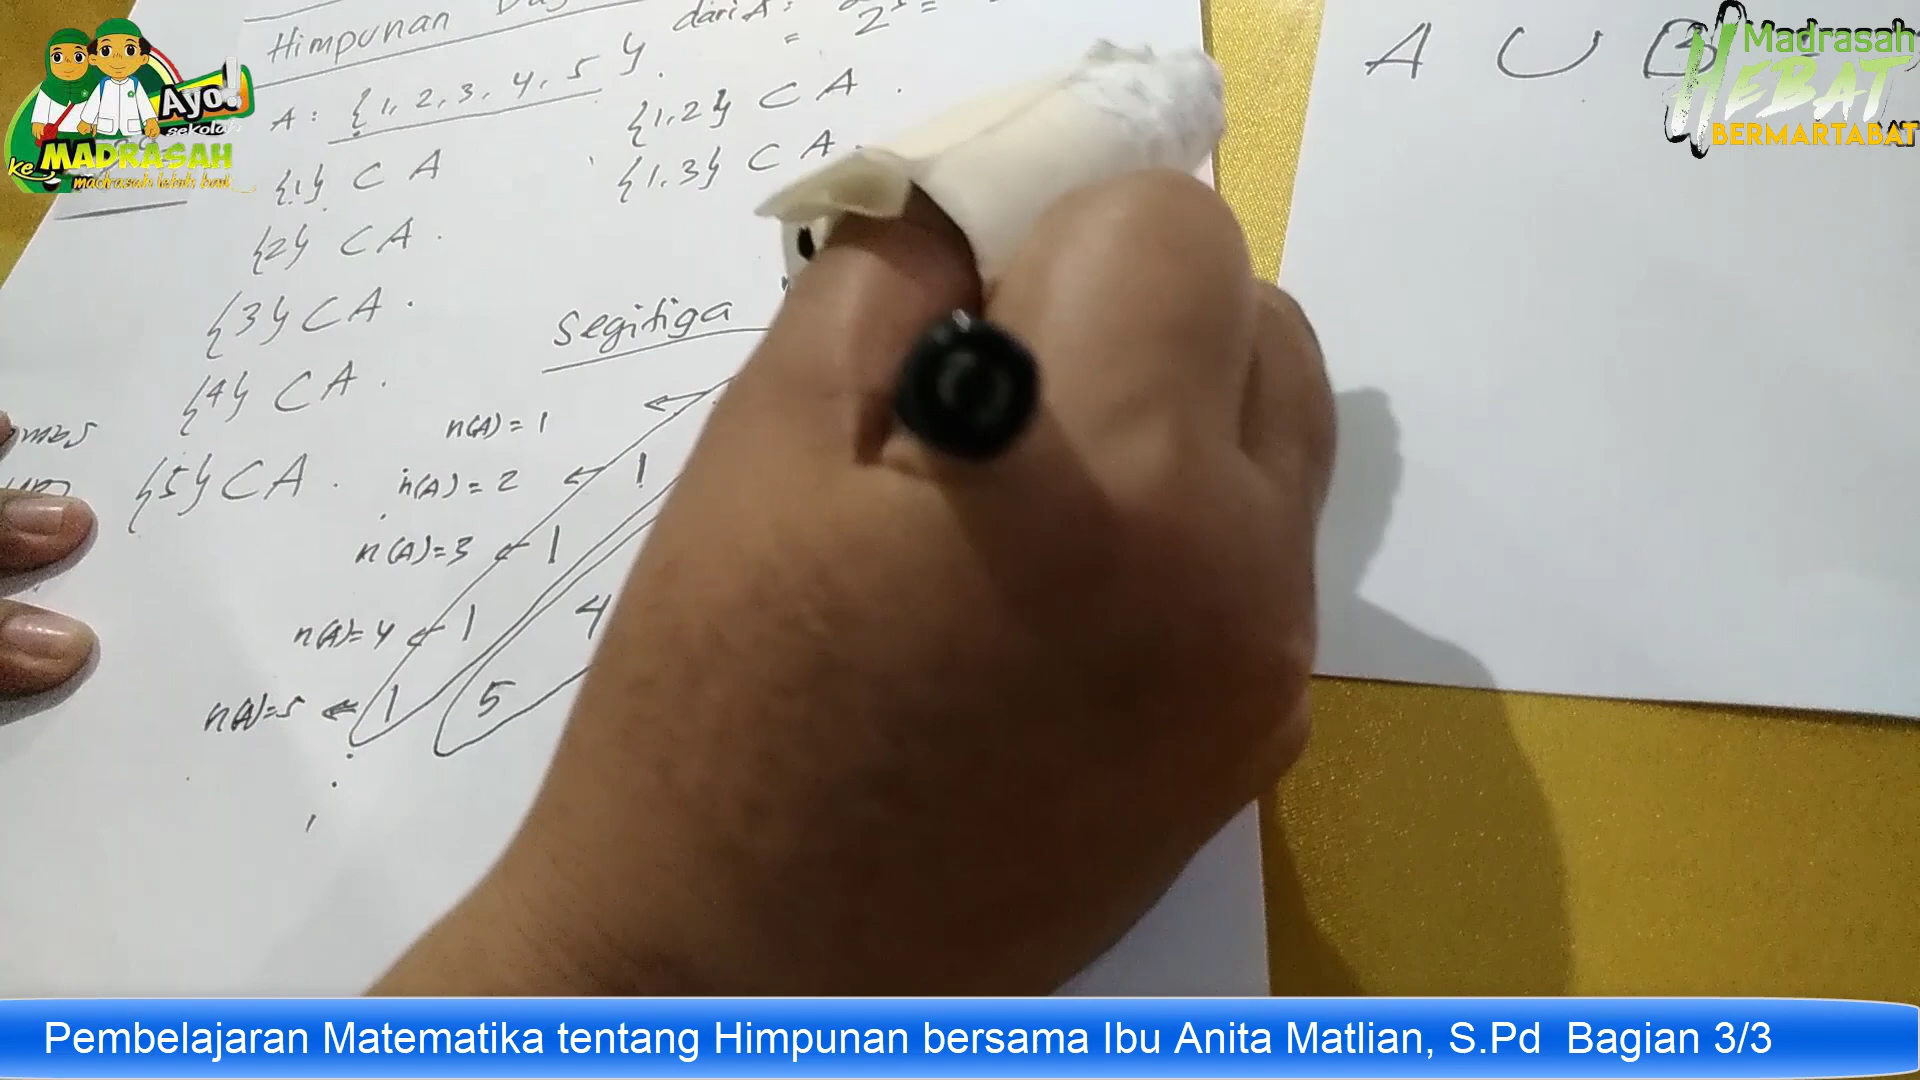 Himpunan
dari A :
= 2⁵ =
A : {1, 2, 3, 4, 5}
{1} ⊂ A
{2} ⊂ A .
{3} ⊂ A .
{4} ⊂ A .
{5} ⊂ A .
{1,2} ⊂ A .
{1,3} ⊂ A .
Segitiga
n(A) = 1
n(A) = 2 ← 1
n(A) = 3 ← 1
n(A) = 4 ← 1 4
n(A) = 5 ← 1 5
A ∪ B
Ayo!
sekolah
ke MADRASAH
madrasah lebih baik
Madrasah
HEBAT
BERMARTABAT
Pembelajaran Matematika tentang Himpunan bersama Ibu Anita Matlian, S.Pd Bagian 3/3